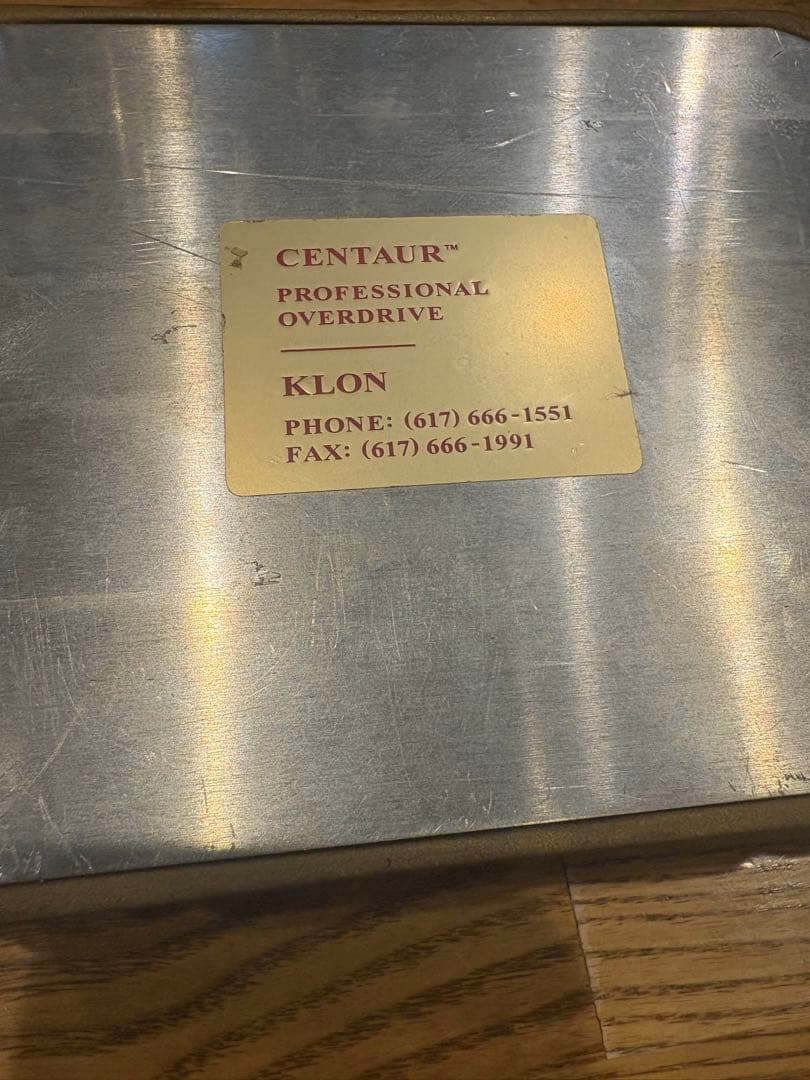 CENTAUR™
PROFESSIONAL
OVERDRIVE
KLON
PHONE: (617) 666-1551
FAX: (617) 666-1991